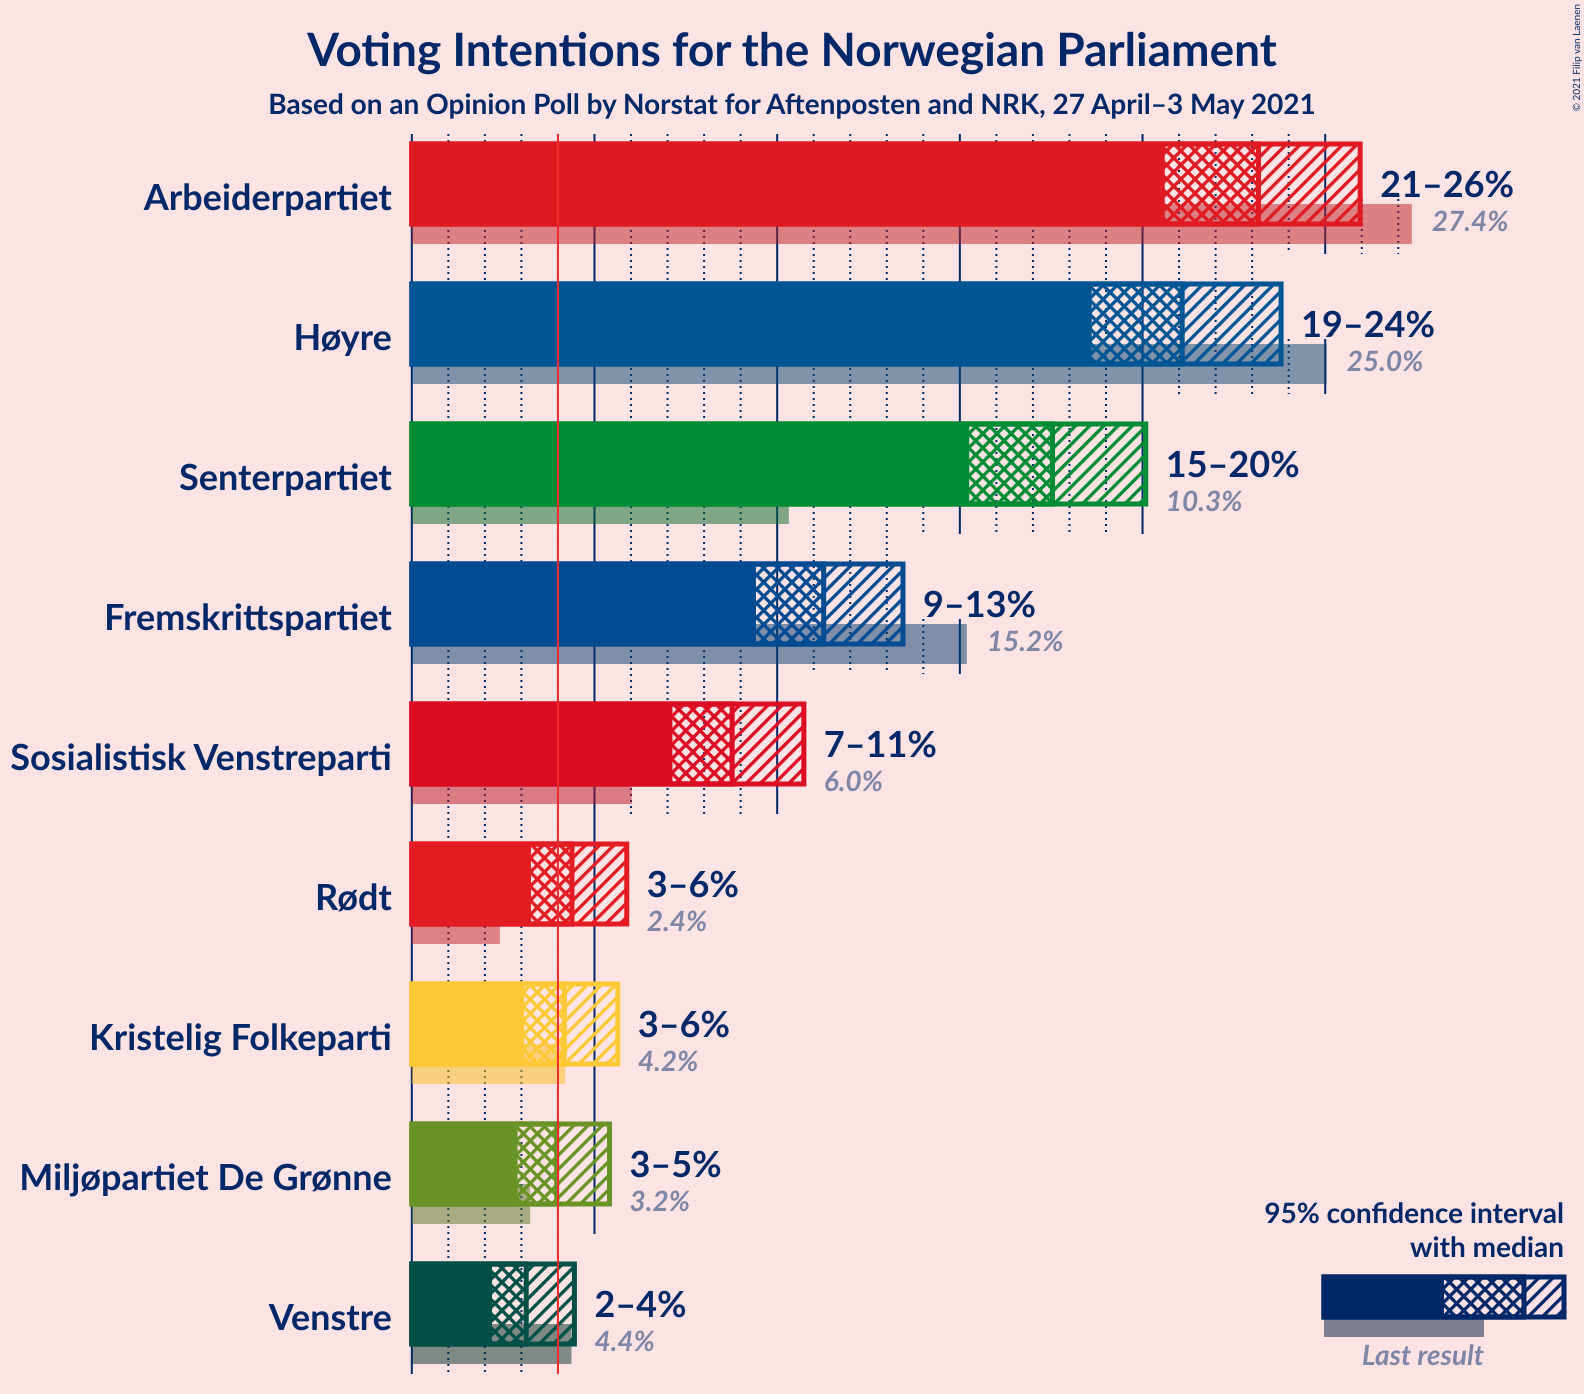 Voting Intentions for the Norwegian Parliament
Based on an Opinion Poll by Norstat for Aftenposten and NRK, 27 April–3 May 2021
© 2021 Filip van Laenen
Arbeiderpartiet
21–26%
27.4%
Høyre
19–24%
25.0%
Senterpartiet
15–20%
10.3%
Fremskrittspartiet
9–13%
15.2%
Sosialistisk Venstreparti
7–11%
6.0%
Rødt
3–6%
2.4%
Kristelig Folkeparti
3–6%
4.2%
Miljøpartiet De Grønne
3–5%
3.2%
Venstre
2–4%
4.4%
95% confidence interval
with median
Last result